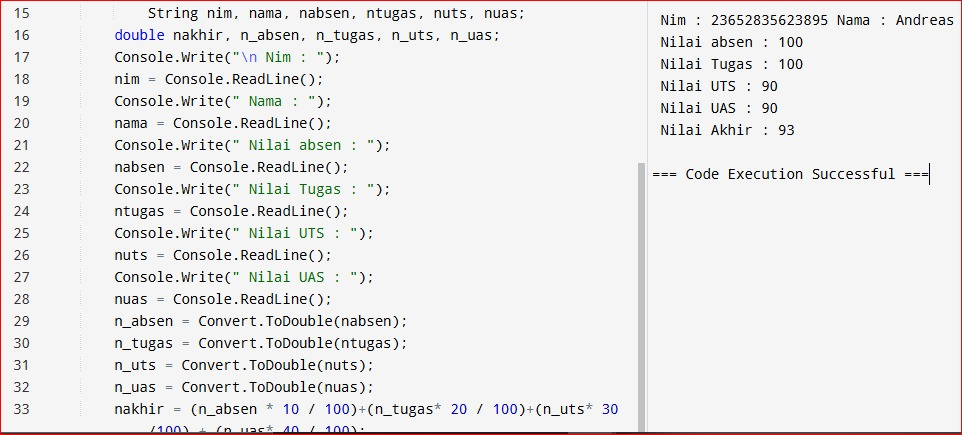 15 String nim, nama, nabsen, ntugas, nuts, nuas;
16 double nakhir, n_absen, n_tugas, n_uts, n_uas;
17 Console.Write("\n Nim : ");
18 nim = Console.ReadLine();
19 Console.Write(" Nama : ");
20 nama = Console.ReadLine();
21 Console.Write(" Nilai absen : ");
22 nabsen = Console.ReadLine();
23 Console.Write(" Nilai Tugas : ");
24 ntugas = Console.ReadLine();
25 Console.Write(" Nilai UTS : ");
26 nuts = Console.ReadLine();
27 Console.Write(" Nilai UAS : ");
28 nuas = Console.ReadLine();
29 n_absen = Convert.ToDouble(nabsen);
30 n_tugas = Convert.ToDouble(ntugas);
31 n_uts = Convert.ToDouble(nuts);
32 n_uas = Convert.ToDouble(nuas);
33 nakhir = (n_absen * 10 / 100)+(n_tugas* 20 / 100)+(n_uts* 30
/100) + (n_uas* 40 / 100);
Nim : 23652835623895 Nama : Andreas
Nilai absen : 100
Nilai Tugas : 100
Nilai UTS : 90
Nilai UAS : 90
Nilai Akhir : 93
=== Code Execution Successful ===